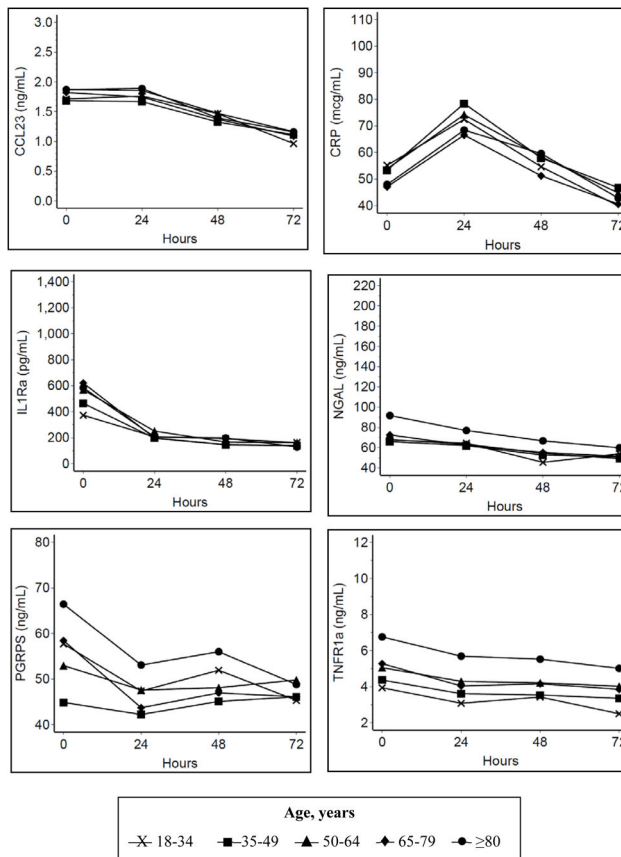 CCL23 (ng/mL)
3.0
2.5
2.0
1.5
1.0
0.5
0.0
0 24 48 72
Hours
CRP (mcg/mL)
110
100
90
80
70
60
50
40
0 24 48 72
Hours
IL1Ra (pg/mL)
1,400
1,200
1,000
800
600
400
200
0
0 24 48 72
Hours
NGAL (ng/mL)
220
200
180
160
140
120
100
80
60
40
0 24 48 72
Hours
PGRPS (ng/mL)
80
70
60
50
40
0 24 48 72
Hours
TNFR1a (ng/mL)
12
10
8
6
4
2
0 24 48 72
Hours
Age, years
18-34 35-49 50-64 65-79 ≥80